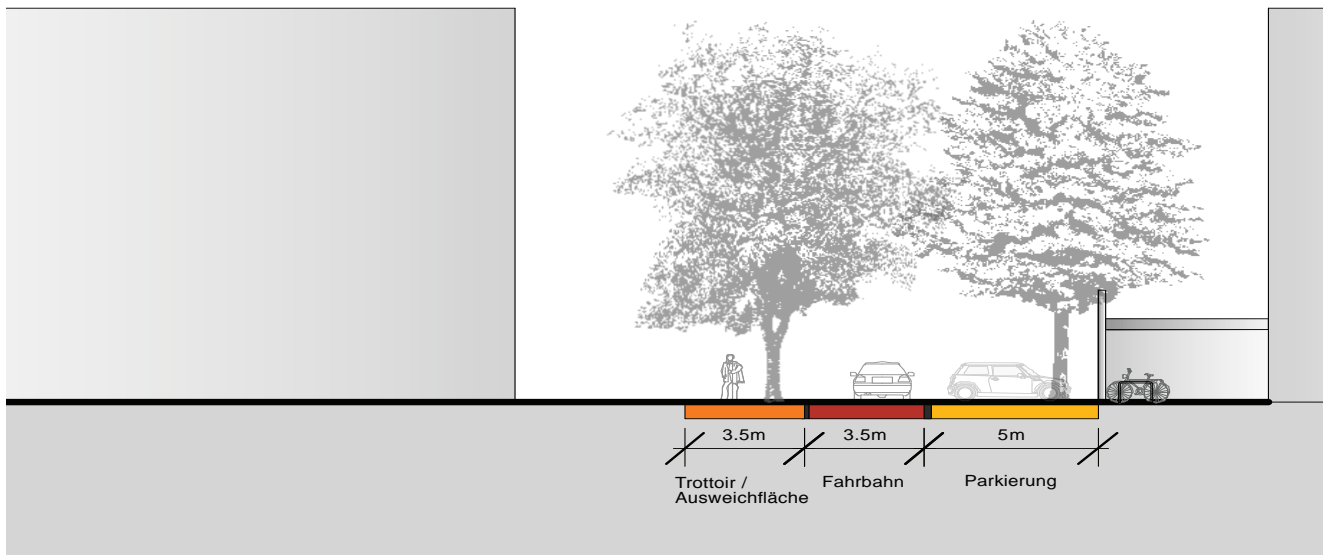 3.5m
3.5m
5m
Trottoir /
Ausweichfläche
Fahrbahn
Parkierung